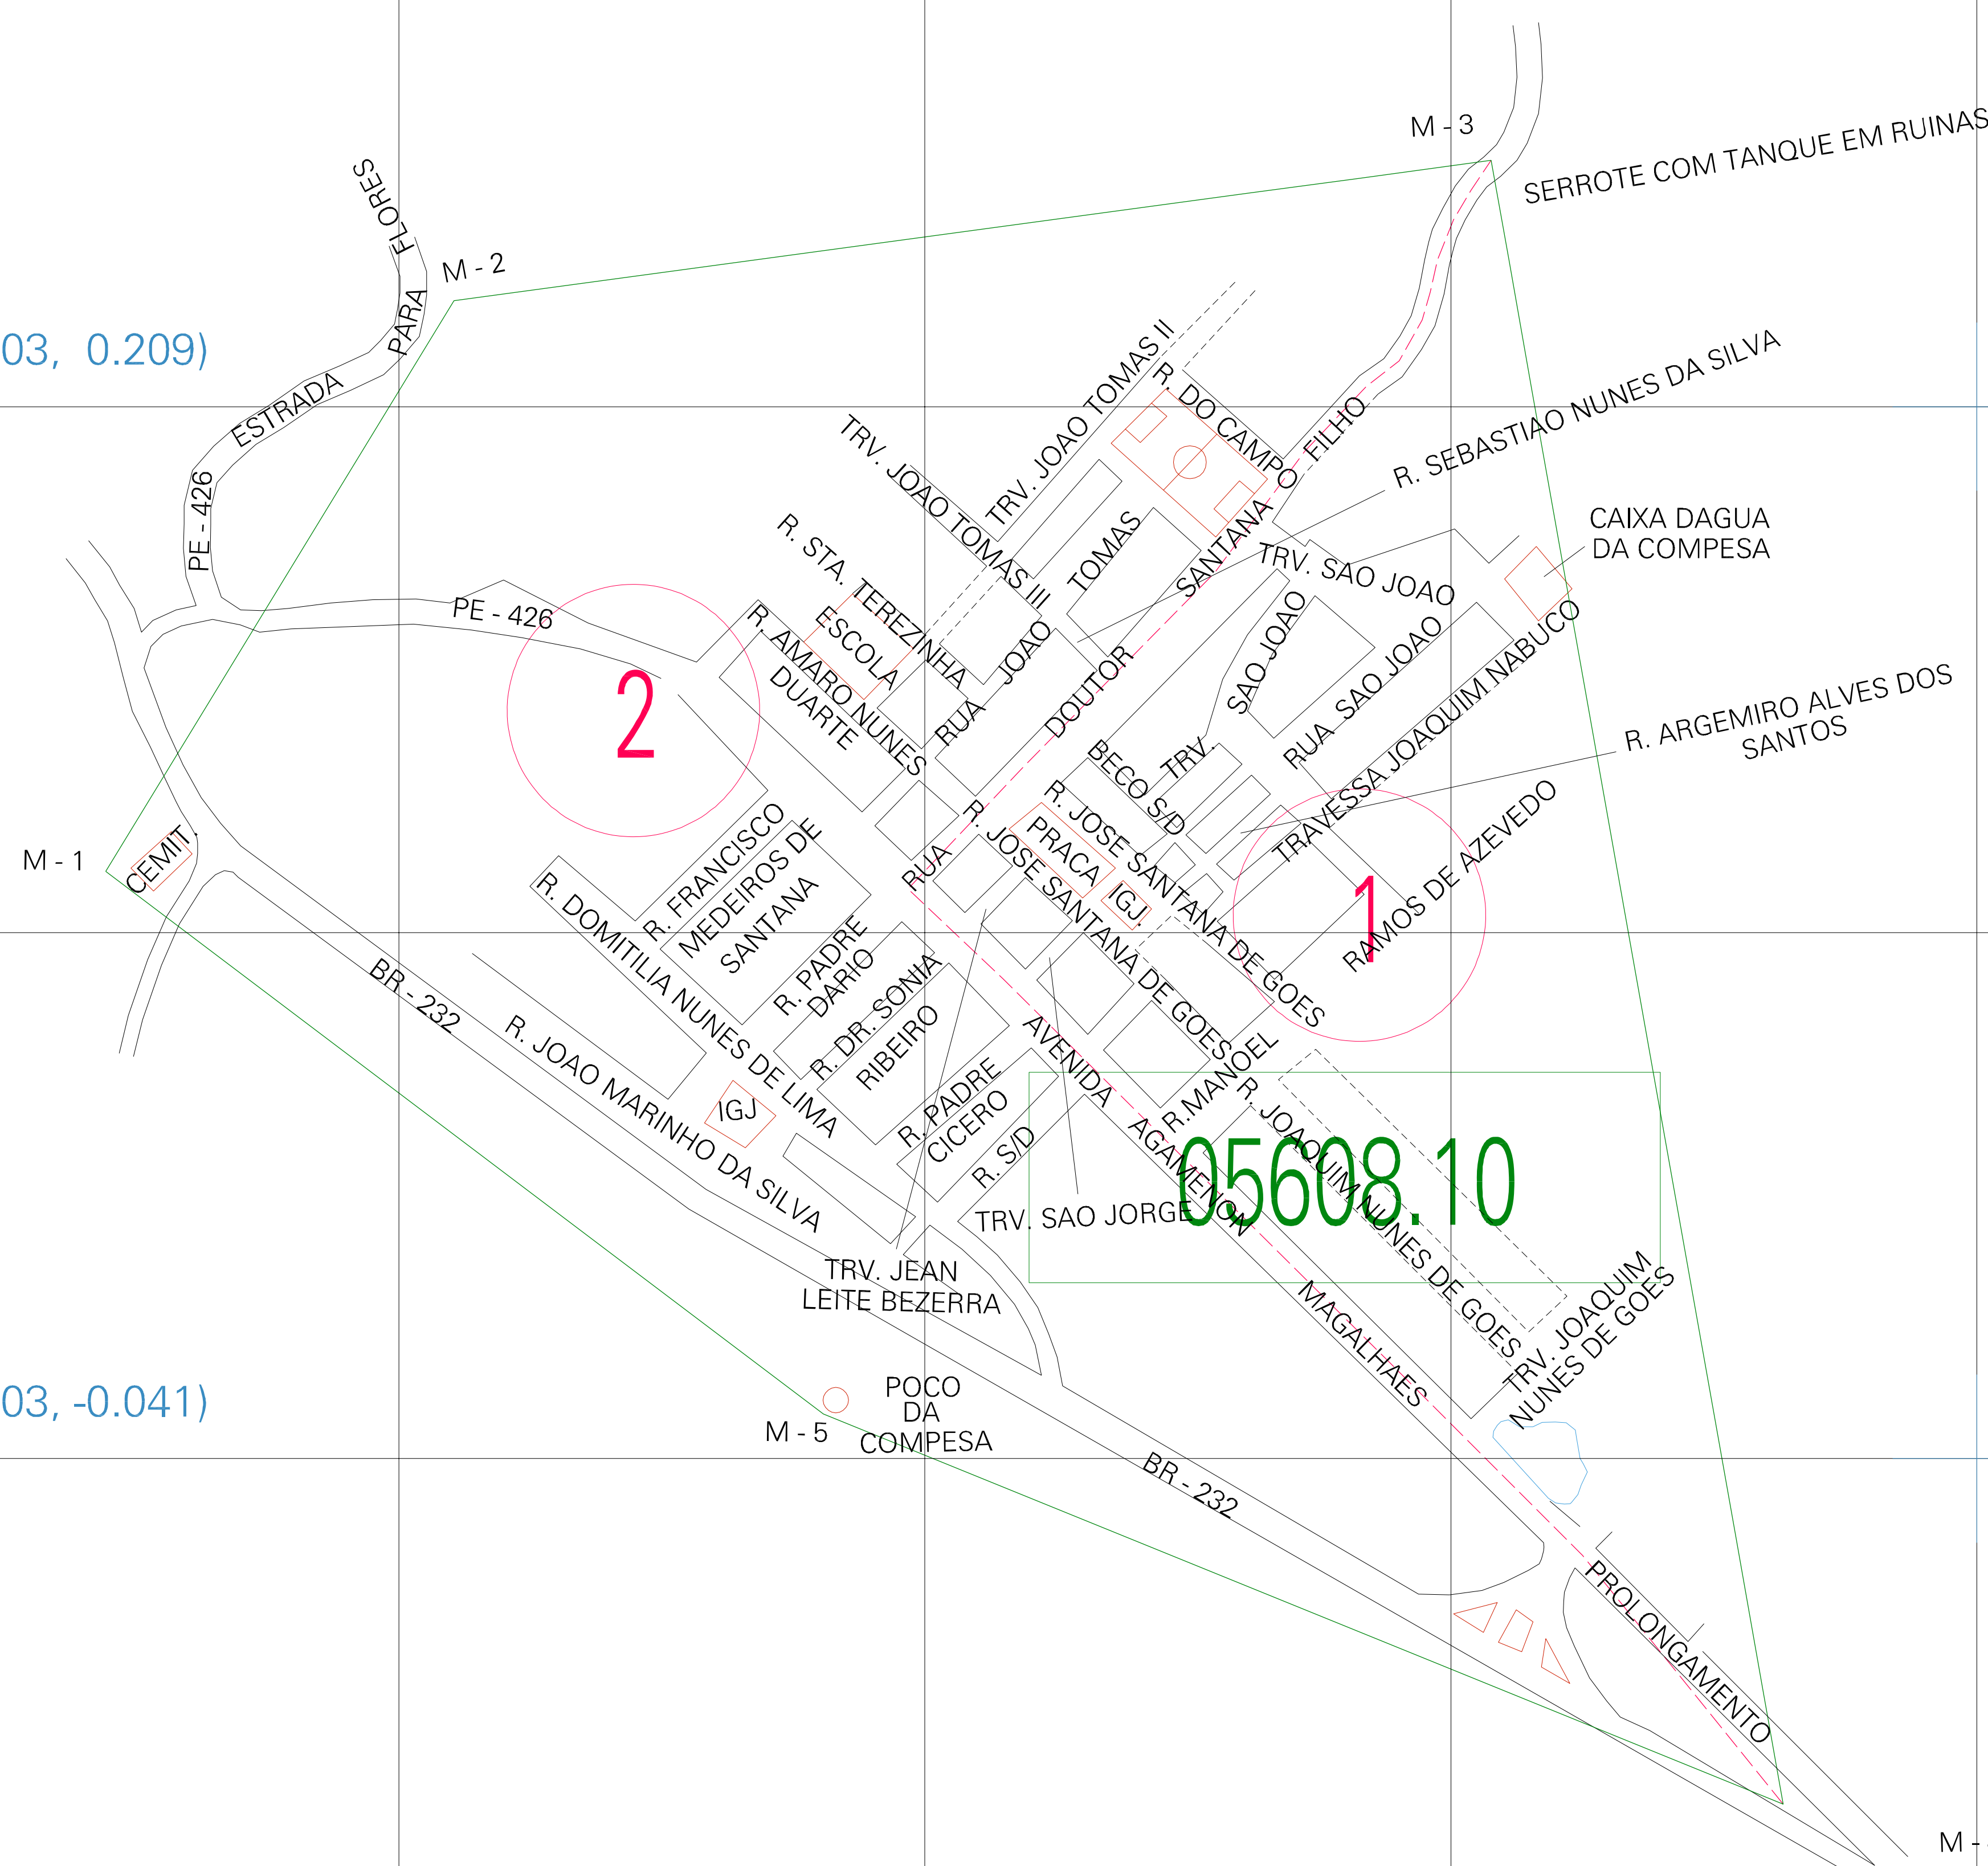 M - 3
SERROTE COM TANQUE EM RUINAS
FLORES
M - 2
PARA
03, 0.209)
ESTRADA
PE - 426
PE - 426
2
TRV. JOAO TOMAS II
R. DO CAMPO
TRV. JOAO TOMAS III
R. STA. TEREZINHA
ESCOLA
R. AMARO NUNES
DUARTE
RUA JOAO TOMAS
RUA DOUTOR SANTANA FILHO
R. SEBASTIAO NUNES DA SILVA
CAIXA DAGUA
DA COMPESA
TRV. SAO JOAO
TRV. SAO JOAO
RUA SAO JOAO
TRAVESSA JOAQUIM NABUCO
R. ARGEMIRO ALVES DOS
SANTOS
BECO S/D
R. JOSE SANTANA DE GOES
PRACA
IGJ.
R. JOSE SANTANA DE GOES
1
R.MANOEL RAMOS DE AZEVEDO
M - 1
CEMIT.
R. FRANCISCO
MEDEIROS DE
SANTANA
R. DOMITILIA NUNES DE LIMA
R. PADRE
DARIO
R. DR. SONIA
RIBEIRO
BR - 232
R. JOAO MARINHO DA SILVA
IGJ
R. PADRE
CICERO
R. S/D
AVENIDA AGAMENON MAGALHAES
R. JOAQUIM NUNES DE GOES
05608.10
TRV. SAO JORGE
TRV. JEAN
LEITE BEZERRA
TRV. JOAQUIM
NUNES DE GOES
03, -0.041)
POCO
DA
COMPESA
M - 5
BR - 232
PROLONGAMENTO
M -